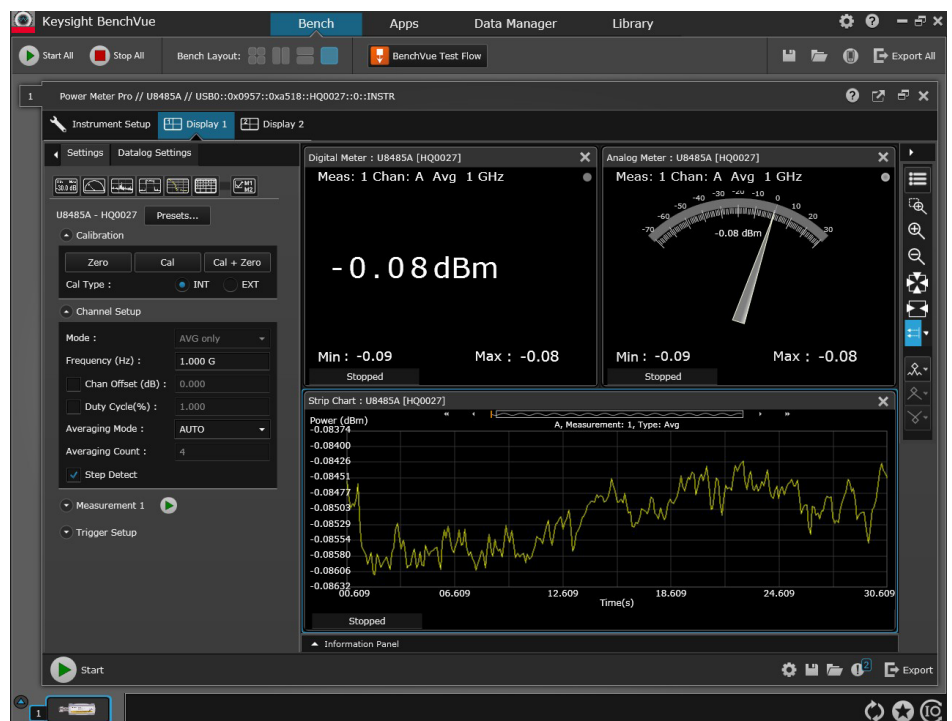 Keysight BenchVue Bench Apps Data Manager Library
Start All Stop All Bench Layout: BenchVue Test Flow Export All
1 Power Meter Pro // U8485A // USB0::0x0957::0xa518::HQ0027::0::INSTR
Instrument Setup Display 1 Display 2
Settings Datalog Settings
U8485A - HQ0027 Presets...
Calibration
Zero Cal Cal + Zero
Cal Type : INT EXT
Channel Setup
Mode : AVG only
Frequency (Hz) : 1.000 G
Chan Offset (dB) : 0.000
Duty Cycle(%) : 1.000
Averaging Mode : AUTO
Averaging Count : 4
Step Detect
Measurement 1
Trigger Setup
Digital Meter : U8485A [HQ0027]
Meas: 1 Chan: A Avg 1 GHz
-0.08dBm
Min : -0.09 Max : -0.08
Stopped
Analog Meter : U8485A [HQ0027]
Meas: 1 Chan: A Avg 1 GHz
-70 -60 -50 -40 -30 -20 -10 0 10 20 30
-0.08 dBm
Min : -0.09 Max : -0.08
Stopped
Strip Chart : U8485A [HQ0027]
Power (dBm)
A, Measurement: 1, Type: Avg
-0.08374
-0.08400
-0.08426
-0.08451
-0.08477
-0.08503
-0.08529
-0.08554
-0.08580
-0.08606
-0.08632
00.609 06.609 12.609 18.609 24.609 30.609
Time(s)
Stopped
Information Panel
Start 2 Export
1 IO